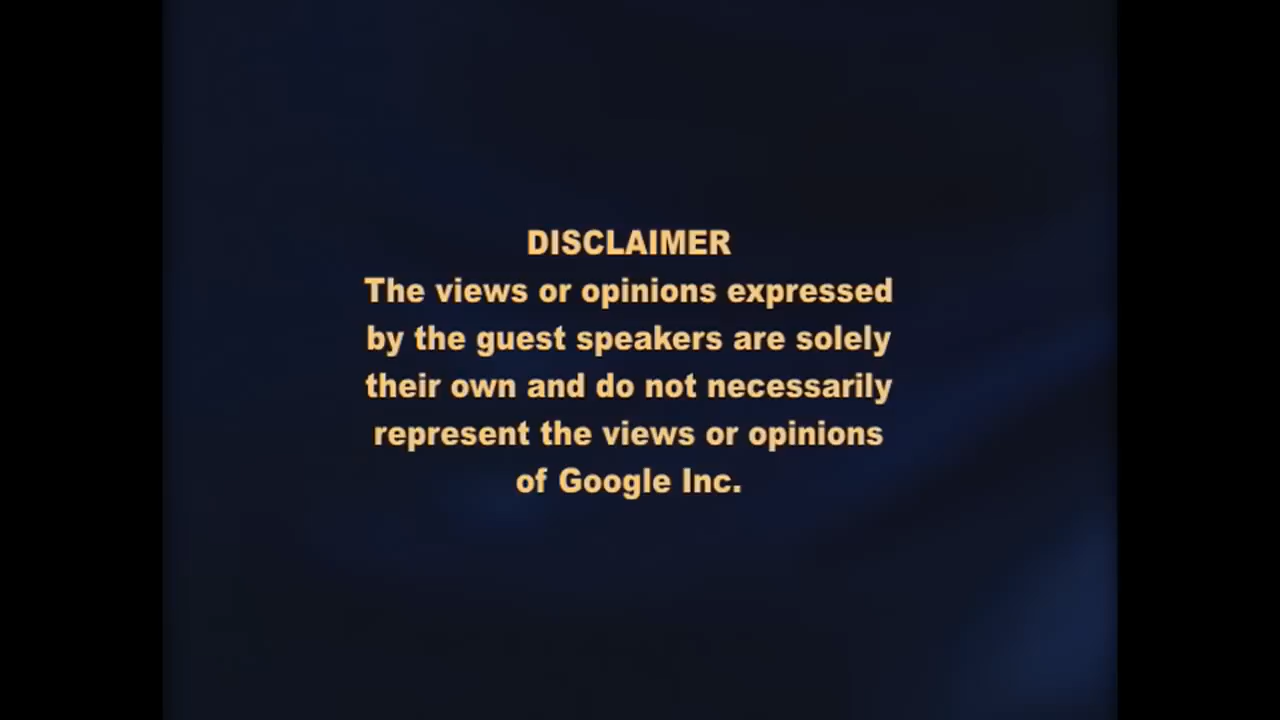 DISCLAIMER
The views or opinions expressed
by the guest speakers are solely
their own and do not necessarily
represent the views or opinions
of Google Inc.